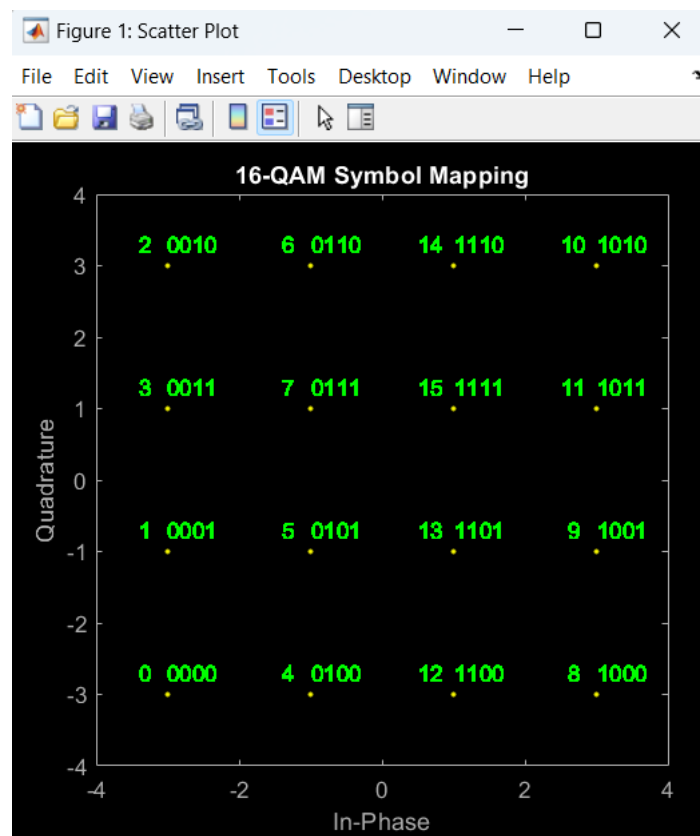 Figure 1: Scatter Plot
File Edit View Insert Tools Desktop Window Help
16-QAM Symbol Mapping
4
2 0010 6 0110 14 1110 10 1010
3
2
3 0011 7 0111 15 1111 11 1011
1
0
1 0001 5 0101 13 1101 9 1001
-1
-2
0 0000 4 0100 12 1100 8 1000
-3
-4
Quadrature
-4 -2 0 2 4
In-Phase